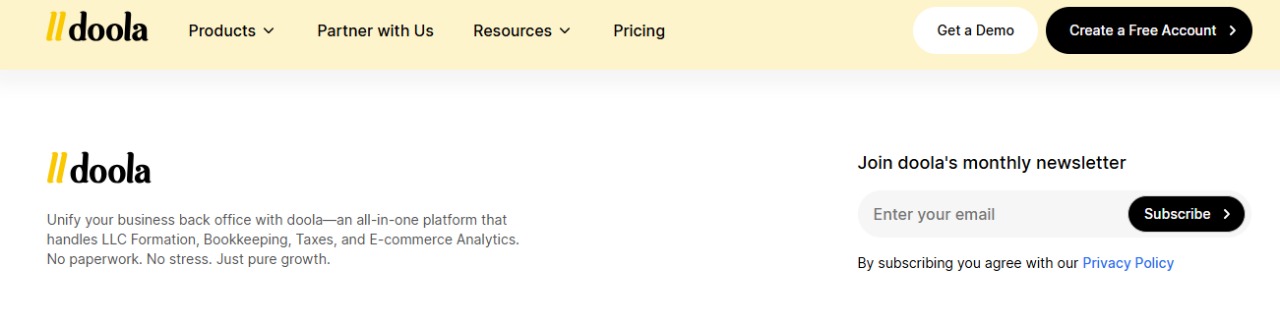 doola Products Partner with Us Resources Pricing Get a Demo Create a Free Account
doola
Unify your business back office with doola—an all-in-one platform that
handles LLC Formation, Bookkeeping, Taxes, and E-commerce Analytics.
No paperwork. No stress. Just pure growth.
Join doola's monthly newsletter
Enter your email Subscribe
By subscribing you agree with our Privacy Policy